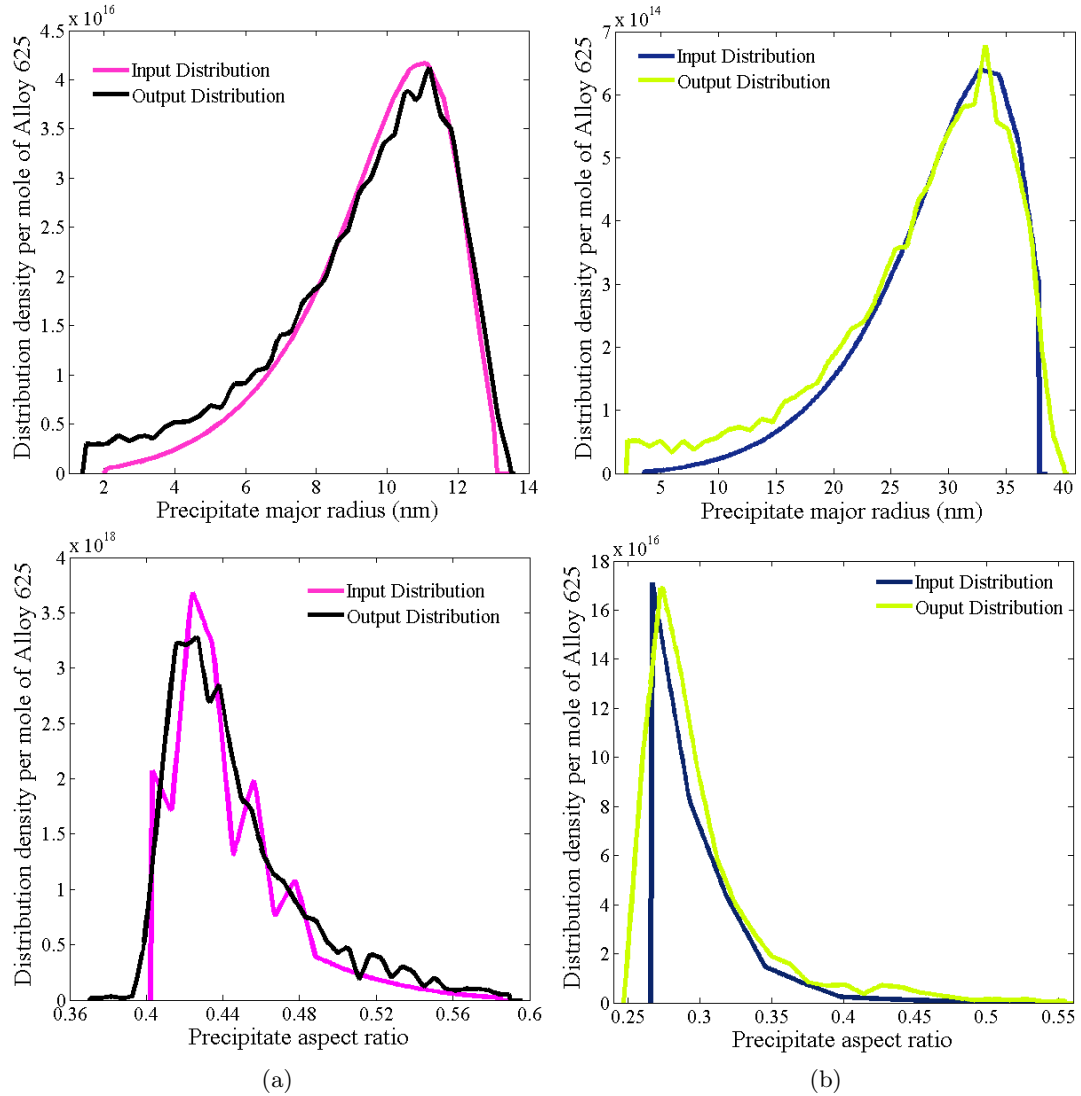 x 10^16
4.5
4
3.5
3
2.5
2
1.5
1
0.5
0
Distribution density per mole of Alloy 625
Input Distribution
Output Distribution
2 4 6 8 10 12 14
Precipitate major radius (nm)
x 10^14
7
6
5
4
3
2
1
0
Distribution density per mole of Alloy 625
Input Distribution
Output Distribution
5 10 15 20 25 30 35 40
Precipitate major radius (nm)
x 10^18
4
3.5
3
2.5
2
1.5
1
0.5
0
Distribution density per mole of Alloy 625
Input Distribution
Output Distribution
0.36 0.4 0.44 0.48 0.52 0.56 0.6
Precipitate aspect ratio
(a)
x 10^16
18
16
14
12
10
8
6
4
2
0
Distribution density per mole of Alloy 625
Input Distribution
Ouput Distribution
0.25 0.3 0.35 0.4 0.45 0.5 0.55
Precipitate aspect ratio
(b)